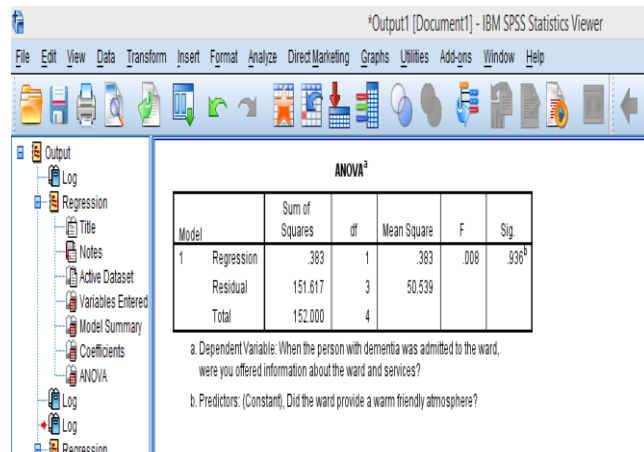 *Output1 [Document1] - IBM SPSS Statistics Viewer
File Edit View Data Transform Insert Format Analyze Direct Marketing Graphs Utilities Add-ons Window Help
Output
Log
Regression
Title
Notes
Active Dataset
Variables Entered
Model Summary
Coefficients
ANOVA
Log
Log
Regression
ANOVAa
Model Sum of Squares df Mean Square F Sig.
1 Regression .383 1 .383 .008 .936b
Residual 151.617 3 50.539
Total 152.000 4
a. Dependent Variable: When the person with dementia was admitted to the ward,
were you offered information about the ward and services?
b. Predictors: (Constant), Did the ward provide a warm friendly atmosphere?